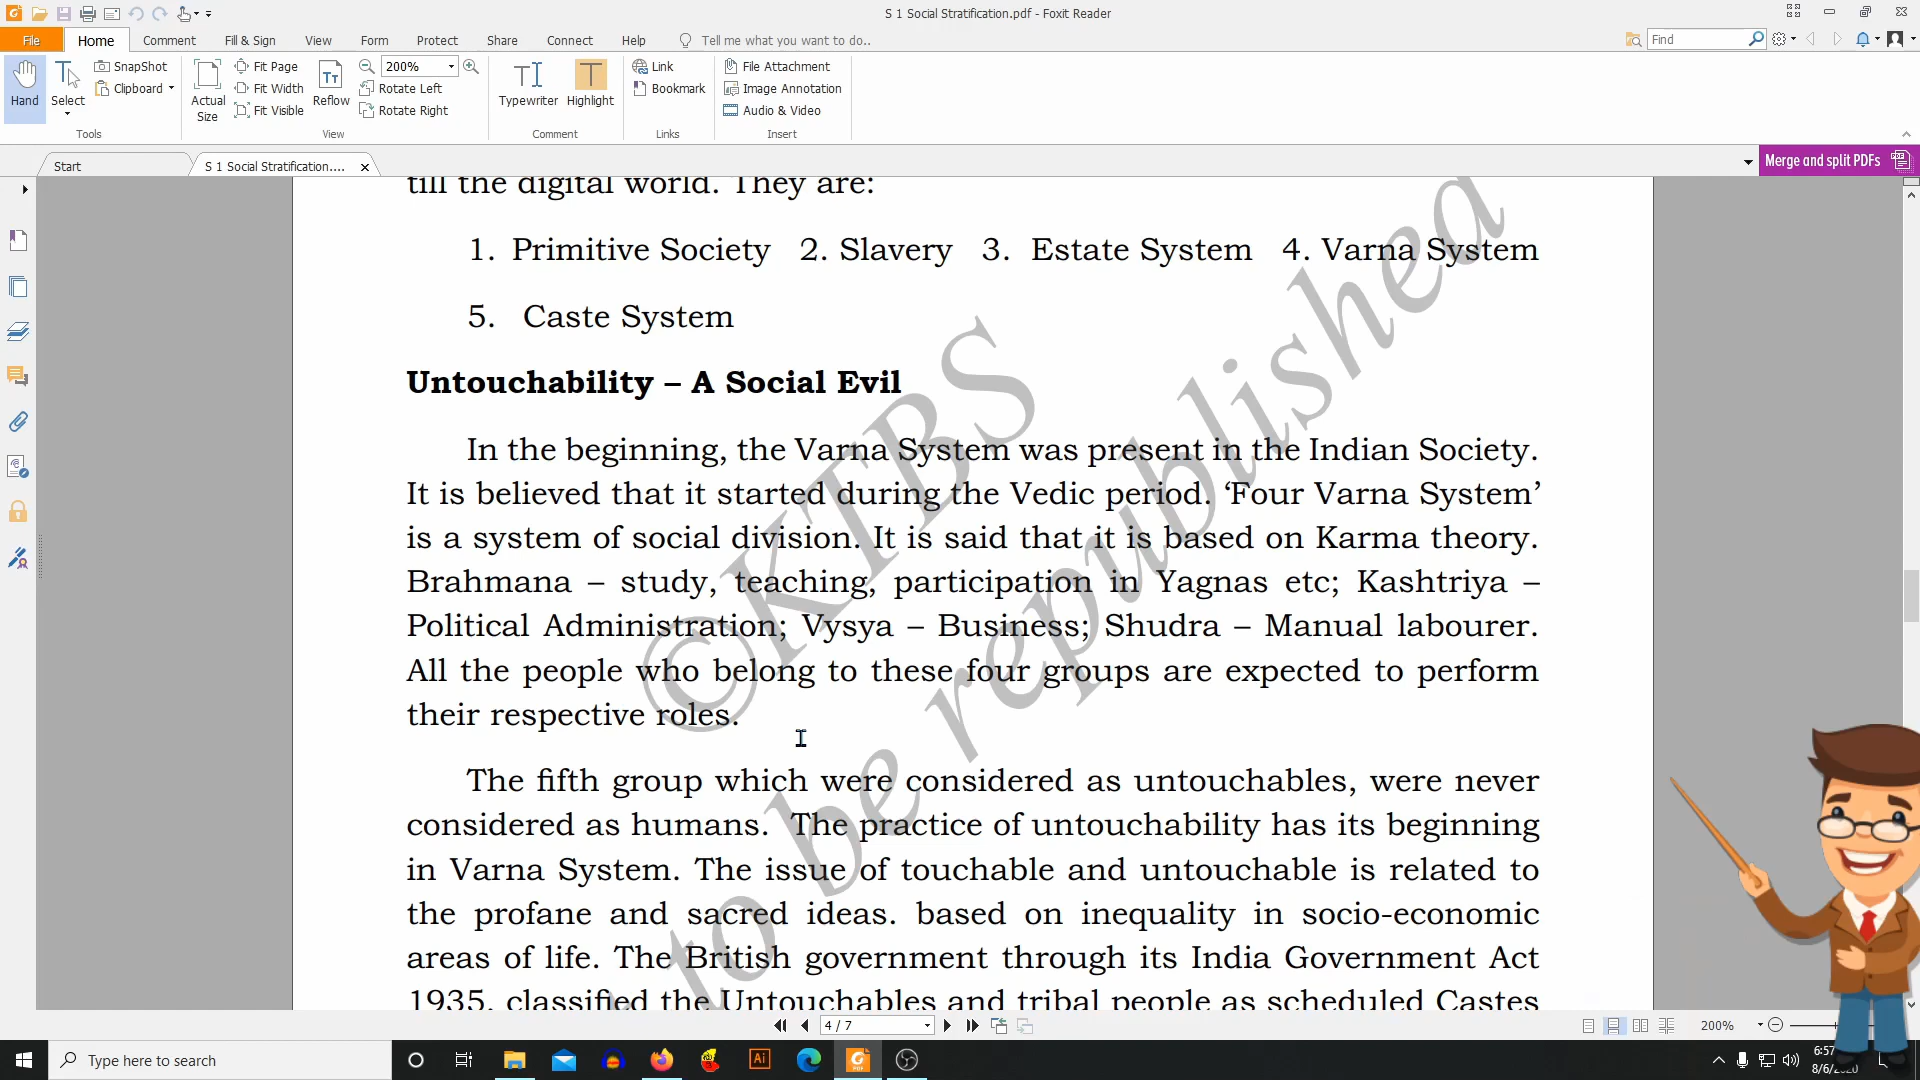 S 1 Social Stratification.pdf - Foxit Reader
File Home Comment Fill & Sign View Form Protect Share Connect Help Tell me what you want to do.. Find
Hand Select SnapShot Clipboard Actual Size Fit Page Fit Width Fit Visible Reflow 200% Rotate Left Rotate Right Typewriter Highlight Link Bookmark File Attachment Image Annotation Audio & Video
Tools View Comment Links Insert
Start S 1 Social Stratification.... Merge and split PDFs
till the digital world. They are:
1. Primitive Society 2. Slavery 3. Estate System 4. Varna System
5. Caste System
Untouchability – A Social Evil
In the beginning, the Varna System was present in the Indian Society.
It is believed that it started during the Vedic period. ‘Four Varna System’
is a system of social division. It is said that it is based on Karma theory.
Brahmana – study, teaching, participation in Yagnas etc; Kashtriya –
Political Administration; Vysya – Business; Shudra – Manual labourer.
All the people who belong to these four groups are expected to perform
their respective roles.
The fifth group which were considered as untouchables, were never
considered as humans. The practice of untouchability has its beginning
in Varna System. The issue of touchable and untouchable is related to
the profane and sacred ideas. based on inequality in socio-economic
areas of life. The British government through its India Government Act
1935, classified the Untouchables and tribal people as scheduled Castes
©KTBS
to be republished
4 / 7 200%
Type here to search
6:57
8/6/2020